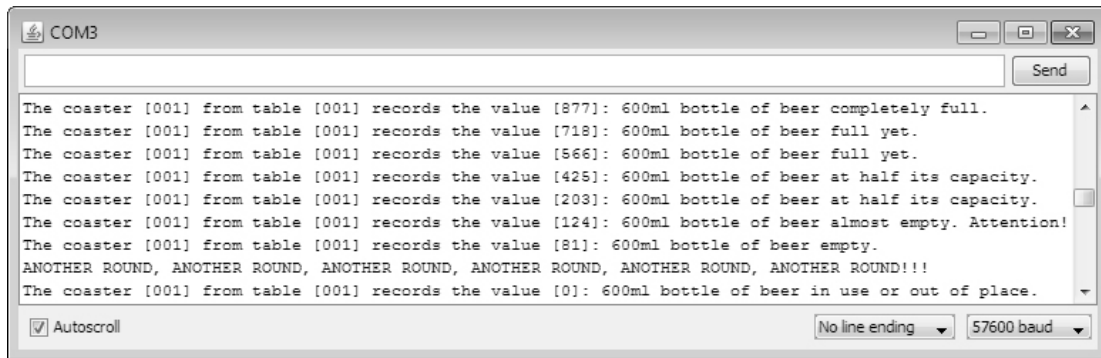 COM3
Send
The coaster [001] from table [001] records the value [877]: 600ml bottle of beer completely full.
The coaster [001] from table [001] records the value [718]: 600ml bottle of beer full yet.
The coaster [001] from table [001] records the value [566]: 600ml bottle of beer full yet.
The coaster [001] from table [001] records the value [425]: 600ml bottle of beer at half its capacity.
The coaster [001] from table [001] records the value [203]: 600ml bottle of beer at half its capacity.
The coaster [001] from table [001] records the value [124]: 600ml bottle of beer almost empty. Attention!
The coaster [001] from table [001] records the value [81]: 600ml bottle of beer empty.
ANOTHER ROUND, ANOTHER ROUND, ANOTHER ROUND, ANOTHER ROUND, ANOTHER ROUND, ANOTHER ROUND!!!
The coaster [001] from table [001] records the value [0]: 600ml bottle of beer in use or out of place.
Autoscroll No line ending 57600 baud